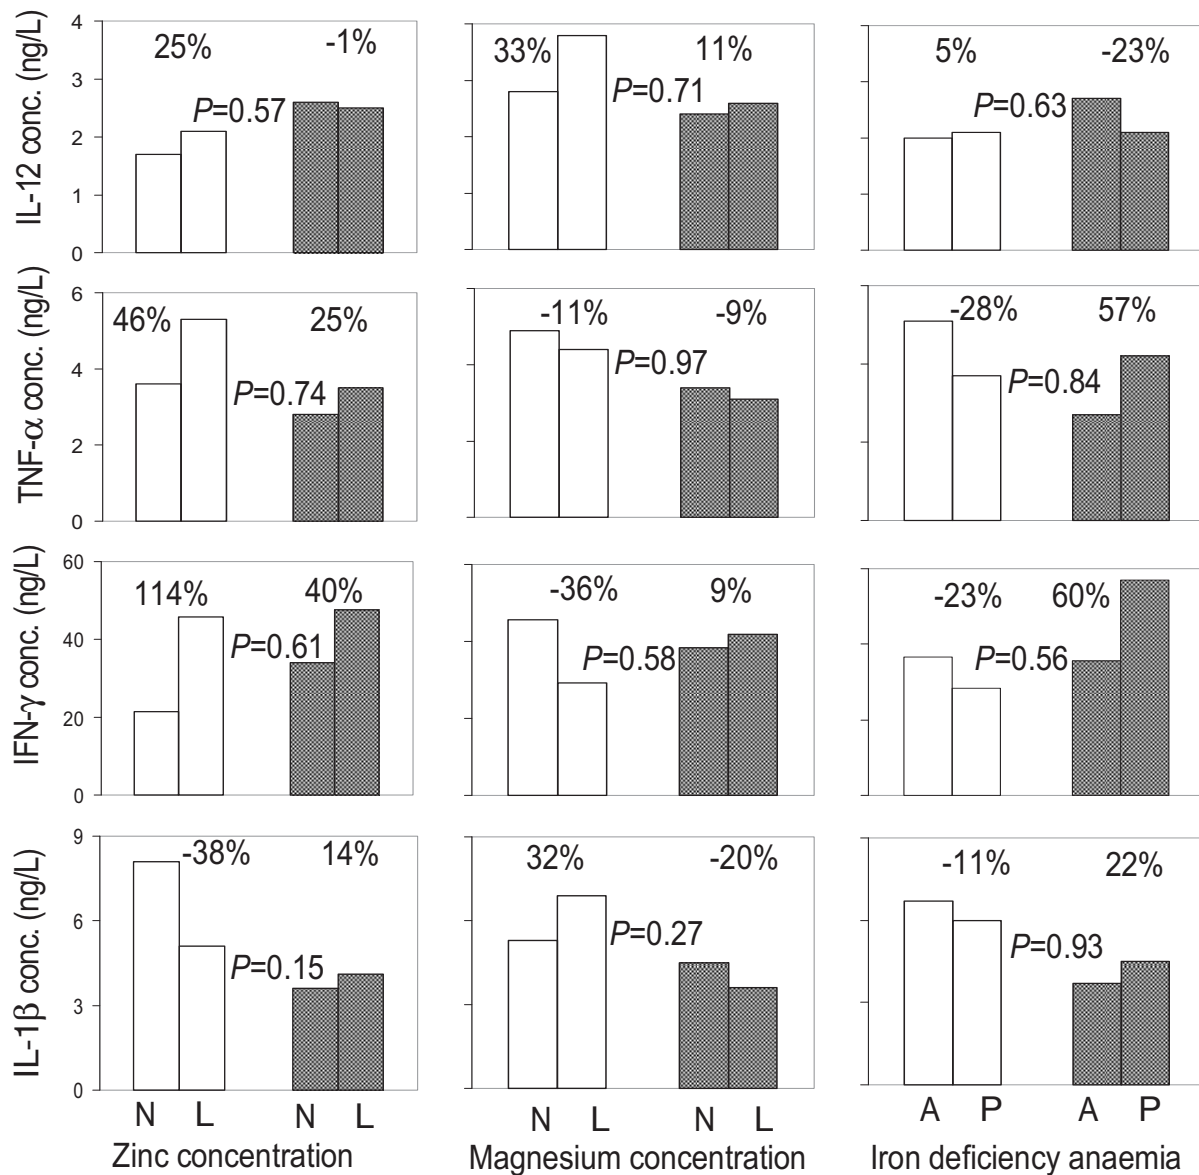 IL-12 conc. (ng/L)
4
3
2
1
0
25%
-1%
P=0.57
33%
11%
P=0.71
5%
-23%
P=0.63
TNF-α conc. (ng/L)
6
4
2
0
46%
25%
P=0.74
-11%
-9%
P=0.97
-28%
57%
P=0.84
IFN-γ conc. (ng/L)
60
40
20
0
114%
40%
P=0.61
-36%
9%
P=0.58
-23%
60%
P=0.56
IL-1β conc. (ng/L)
9
6
3
0
-38%
14%
P=0.15
32%
-20%
P=0.27
-11%
22%
P=0.93
N L N L
N L N L
A P A P
Zinc concentration
Magnesium concentration
Iron deficiency anaemia